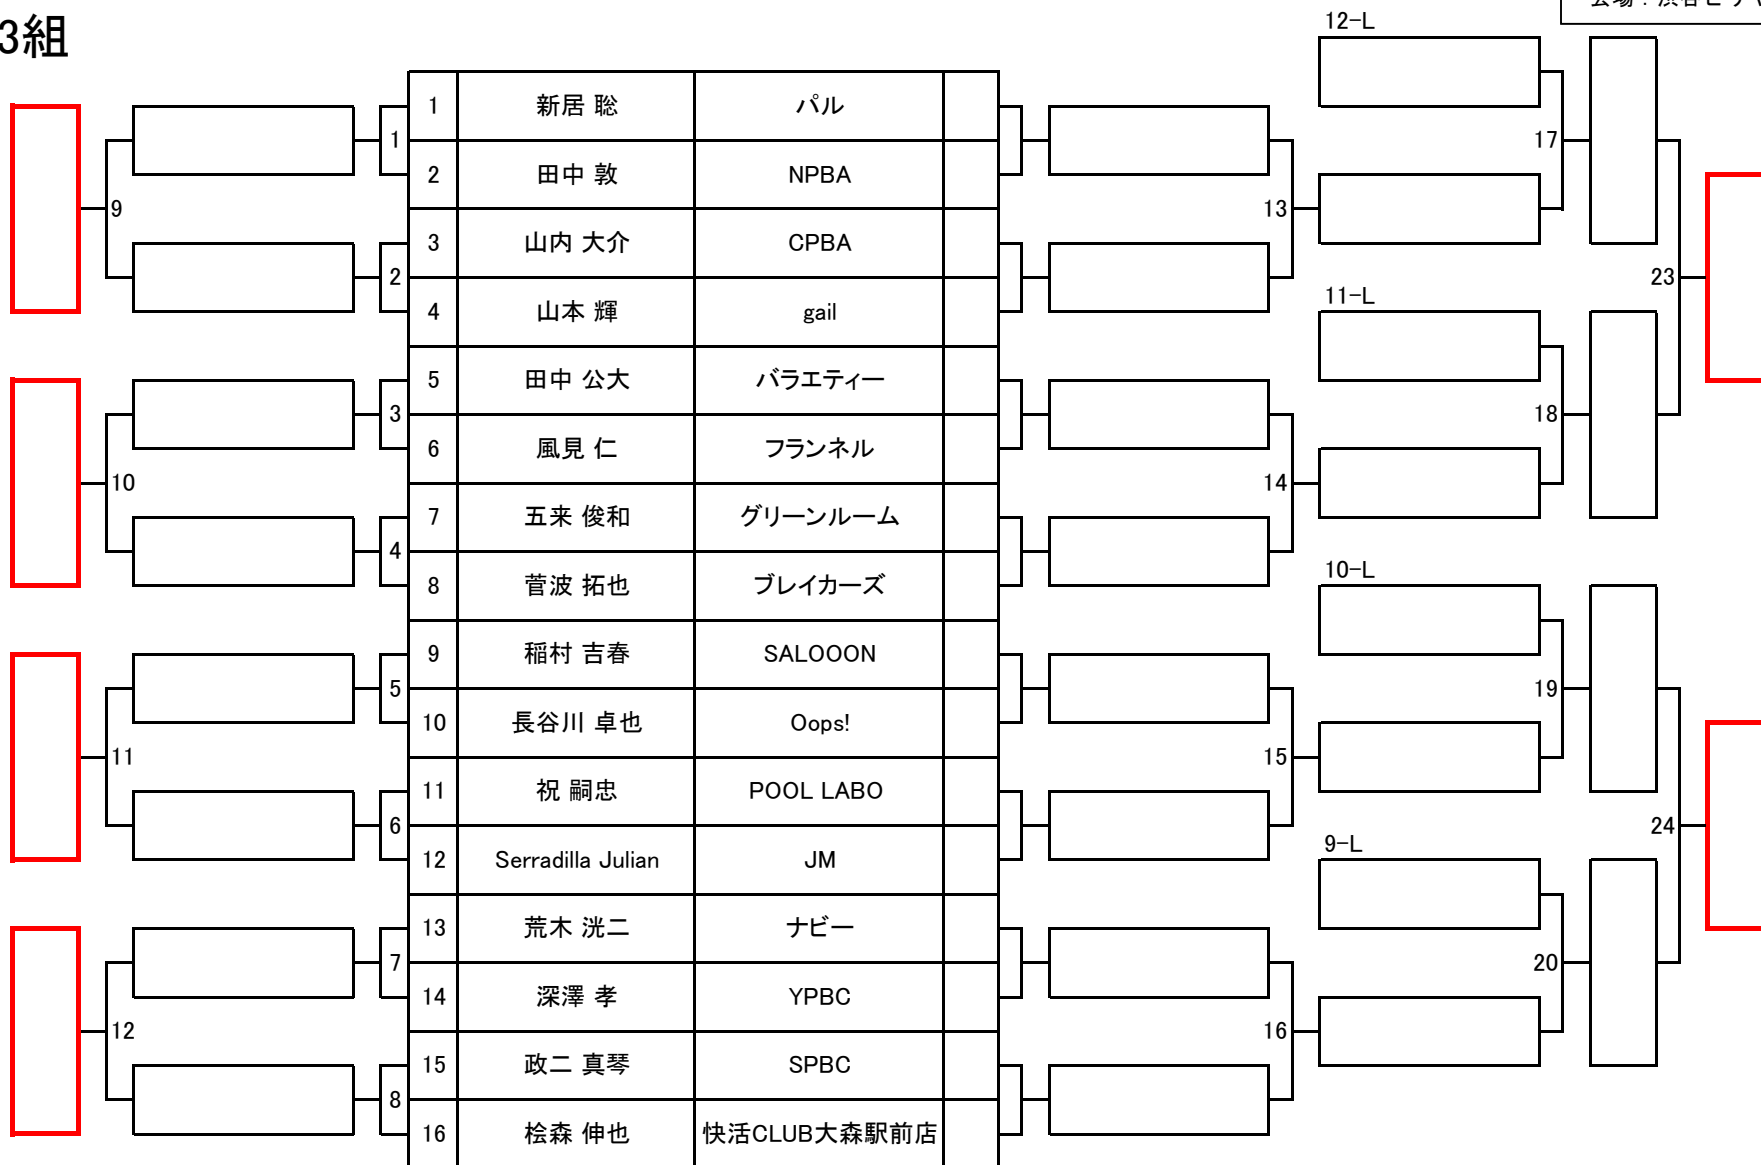 3組
12-L
1 新居 聡 パル
1
17
2 田中 敦 NPBA
9
13
3 山内 大介 CPBA
2
23
11-L
4 山本 輝 gail
5 田中 公大 バラエティー
3
18
6 風見 仁 フランネル
10
14
7 五来 俊和 グリーンルーム
4
10-L
8 菅波 拓也 ブレイカーズ
9 稲村 吉春 SALOOON
5
19
10 長谷川 卓也 Oops!
11
15
11 祝 嗣忠 POOL LABO
6
24
9-L
12 Serradilla Julian JM
13 荒木 洸二 ナビー
7
20
14 深澤 孝 YPBC
12
16
15 政二 真琴 SPBC
8
16 桧森 伸也 快活CLUB大森駅前店